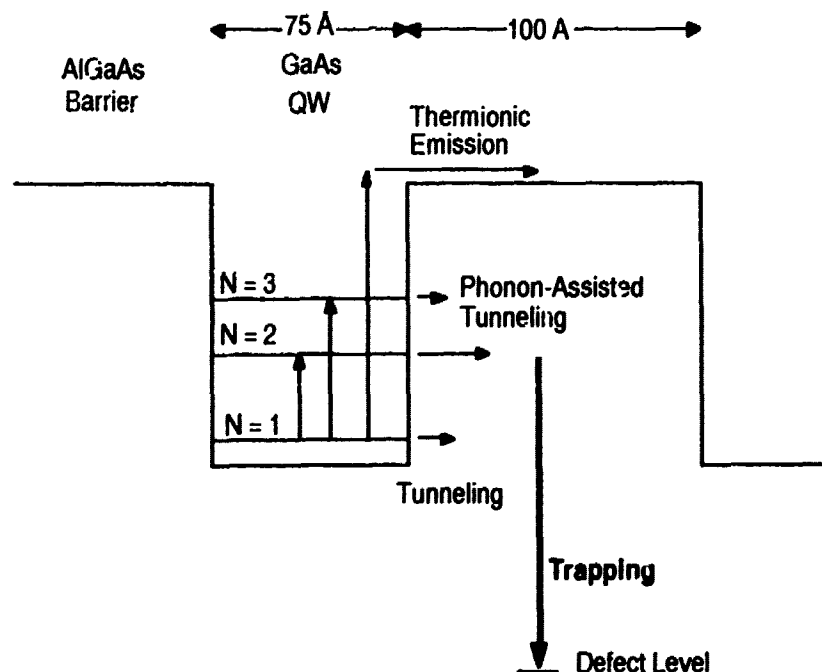 75 Å
100 A
AlGaAs
Barrier
GaAs
QW
Thermionic
Emission
N = 3
Phonon-Assisted
Tunneling
N = 2
N = 1
Tunneling
Trapping
Defect Level